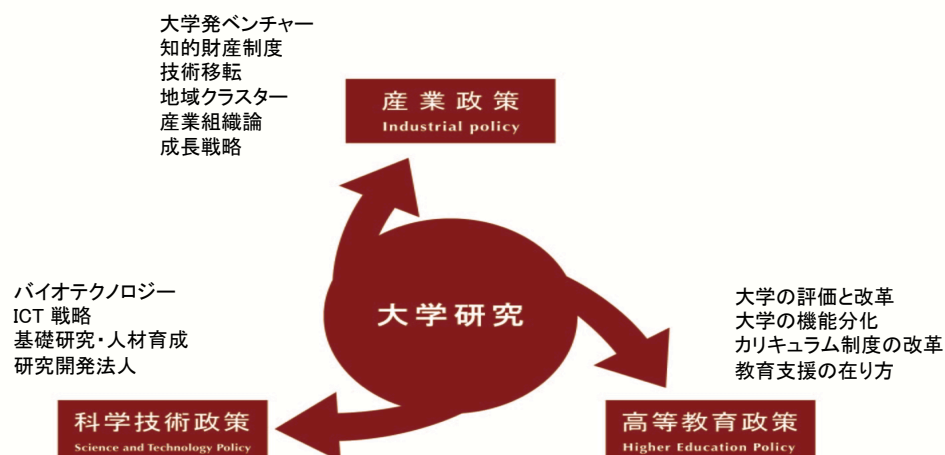 大学発ベンチャー
知的財産制度
技術移転
地域クラスター
産業組織論
成長戦略
産業政策
Industrial policy
大学研究
バイオテクノロジー
ICT 戦略
基礎研究・人材育成
研究開発法人
科学技術政策
Science and Technology Policy
大学の評価と改革
大学の機能分化
カリキュラム制度の改革
教育支援の在り方
高等教育政策
Higher Education Policy